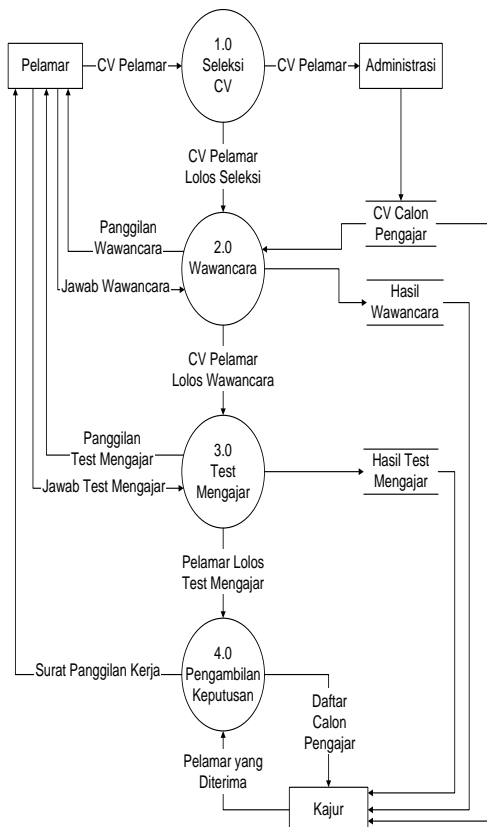 1.0
Seleksi
CV
Pelamar
CV Pelamar
CV Pelamar
Administrasi
CV Pelamar
Lolos Seleksi
CV Calon
Pengajar
Panggilan
Wawancara
2.0
Wawancara
Jawab Wawancara
Hasil
Wawancara
CV Pelamar
Lolos Wawancara
Panggilan
Test Mengajar
3.0
Test
Mengajar
Hasil Test
Mengajar
Jawab Test Mengajar
Pelamar Lolos
Test Mengajar
4.0
Pengambilan
Keputusan
Surat Panggilan Kerja
Daftar
Calon
Pengajar
Pelamar yang
Diterima
Kajur